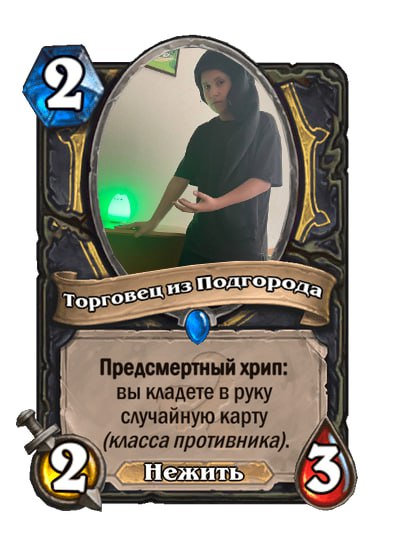 2
Торговец из Подгорода
Предсмертный хрип:
вы кладете в руку
случайную карту
(класса противника).
2
Нежить
3